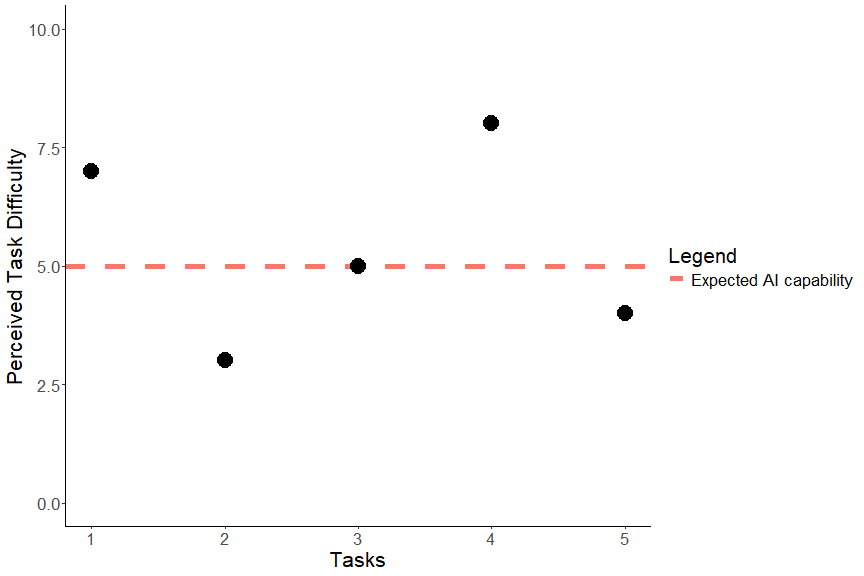 10.0
7.5
5.0
2.5
0.0
Perceived Task Difficulty
1 2 3 4 5
Tasks
Legend
Expected AI capability